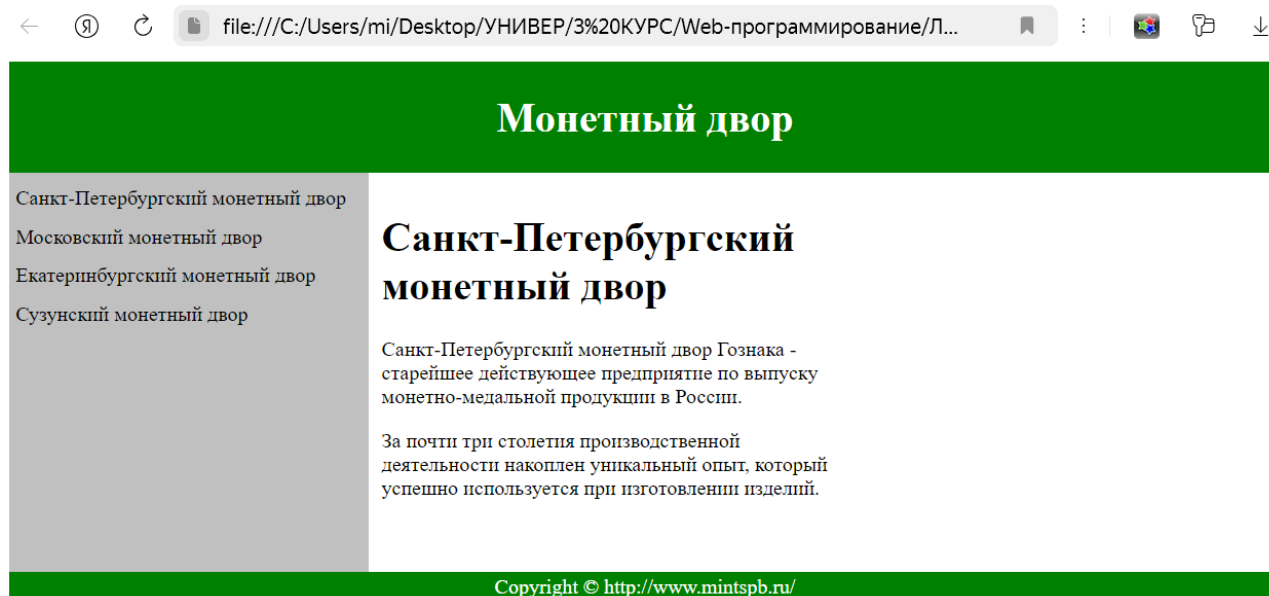 Я file:///C:/Users/mi/Desktop/УНИВЕР/3%20КУРС/Web-программирование/Л...
Монетный двор
Санкт-Петербургский монетный двор
Московский монетный двор
Екатеринбургский монетный двор
Сузунский монетный двор
Санкт-Петербургский
монетный двор
Санкт-Петербургский монетный двор Гознака -
старейшее действующее предприятие по выпуску
монетно-медальной продукции в России.
За почти три столетия производственной
деятельности накоплен уникальный опыт, который
успешно используется при изготовлении изделий.
Copyright © http://www.mintspb.ru/